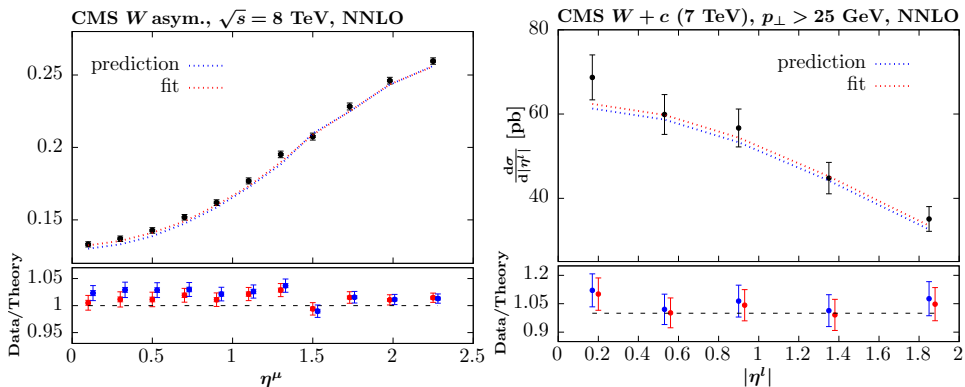 CMS W asym., √s = 8 TeV, NNLO
prediction
fit
0.25
0.2
0.15
Data/Theory
1.05
1
0.95
0
0.5
1
1.5
2
2.5
η^μ
CMS W + c (7 TeV), p⊥ > 25 GeV, NNLO
prediction
fit
dσ/d|η^l| [pb]
80
60
40
Data/Theory
1.2
1.05
0.9
0
0.2
0.4
0.6
0.8
1
1.2
1.4
1.6
1.8
2
|η^l|